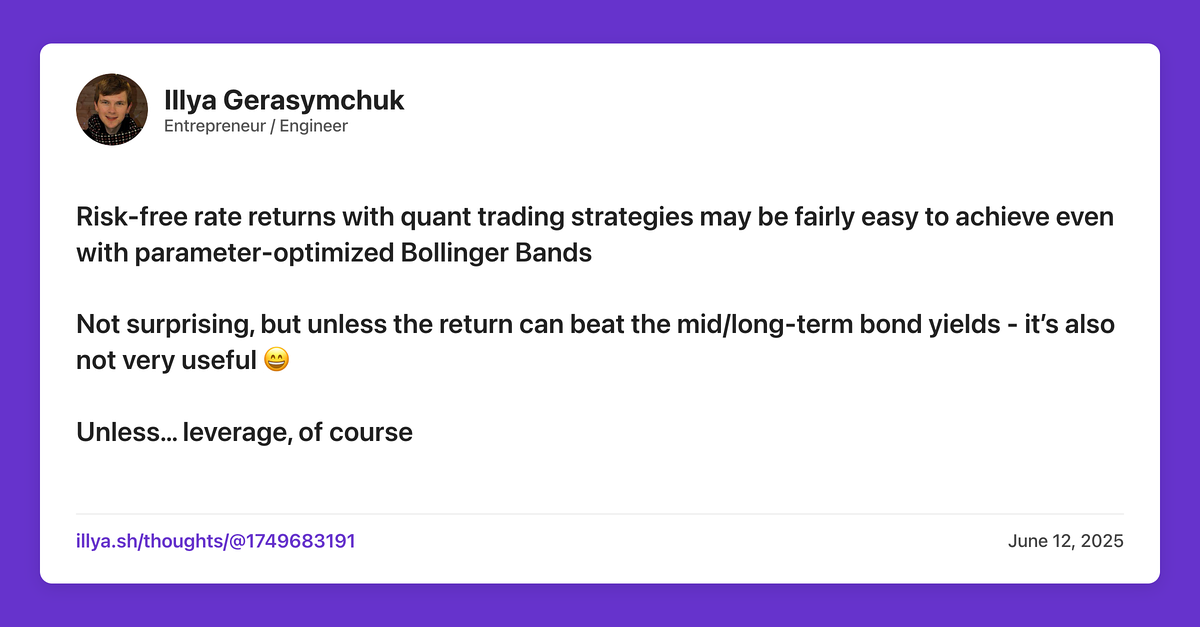 Illya Gerasymchuk
Entrepreneur / Engineer
Risk-free rate returns with quant trading strategies may be fairly easy to achieve even
with parameter-optimized Bollinger Bands
Not surprising, but unless the return can beat the mid/long-term bond yields - it’s also
not very useful 😄
Unless... leverage, of course
illya.sh/thoughts/@1749683191
June 12, 2025